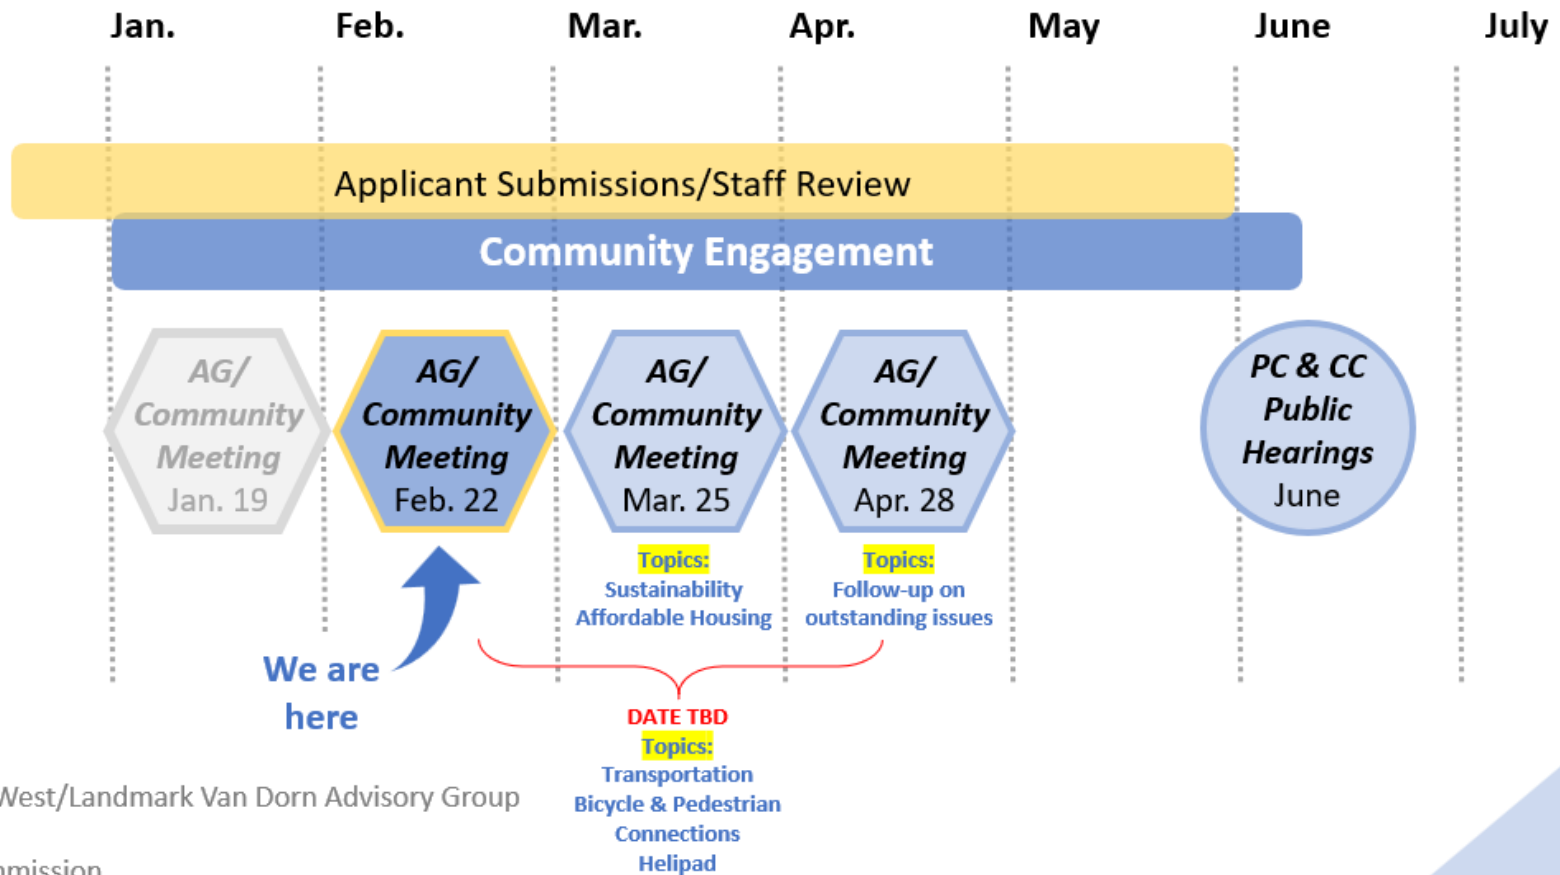 Jan.
Feb.
Mar.
Apr.
May
June
July
Applicant Submissions/Staff Review
Community Engagement
AG/
Community
Meeting
Jan. 19
AG/
Community
Meeting
Feb. 22
AG/
Community
Meeting
Mar. 25
AG/
Community
Meeting
Apr. 28
PC & CC
Public
Hearings
June
Topics:
Sustainability
Affordable Housing
Topics:
Follow-up on
outstanding issues
We are
here
DATE TBD
Topics:
Transportation
Bicycle & Pedestrian
Connections
Helipad
West/Landmark Van Dorn Advisory Group